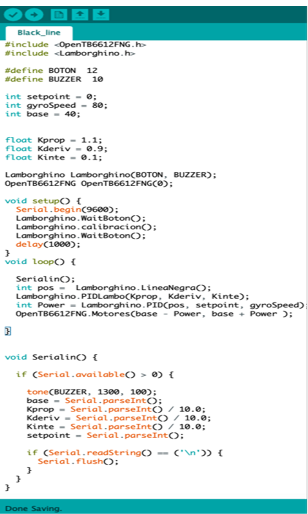 Black_line
#include <OpenTB6612FNG.h>
#include <Lamborghino.h>
#define BOTON  12
#define BUZZER  10
int setpoint = 0;
int gyroSpeed = 80;
int base = 40;
float Kprop = 1.1;
float Kderiv = 0.9;
float Kinte = 0.1;
Lamborghino Lamborghino(BOTON, BUZZER);
OpenTB6612FNG OpenTB6612FNG(0);
void setup() {
  Serial.begin(9600);
  Lamborghino.WaitBoton();
  Lamborghino.calibracion();
  Lamborghino.WaitBoton();
  delay(1000);
}
void loop() {
  Serialin();
  int pos =  Lamborghino.LineaNegra();
  Lamborghino.PIDLambo(Kprop, Kderiv, Kinte);
  int Power = Lamborghino.PID(pos, setpoint, gyroSpeed);
  OpenTB6612FNG.Motores(base - Power, base + Power );
}
void Serialin() {
  if (Serial.available() > 0) {
    tone(BUZZER, 1300, 100);
    base = Serial.parseInt();
    Kprop = Serial.parseInt() / 10.0;
    Kderiv = Serial.parseInt() / 10.0;
    Kinte = Serial.parseInt() / 10.0;
    setpoint = Serial.parseInt();
    if (Serial.readString() == ('\n')) {
      Serial.flush();
    }
  }
}
Done Saving.